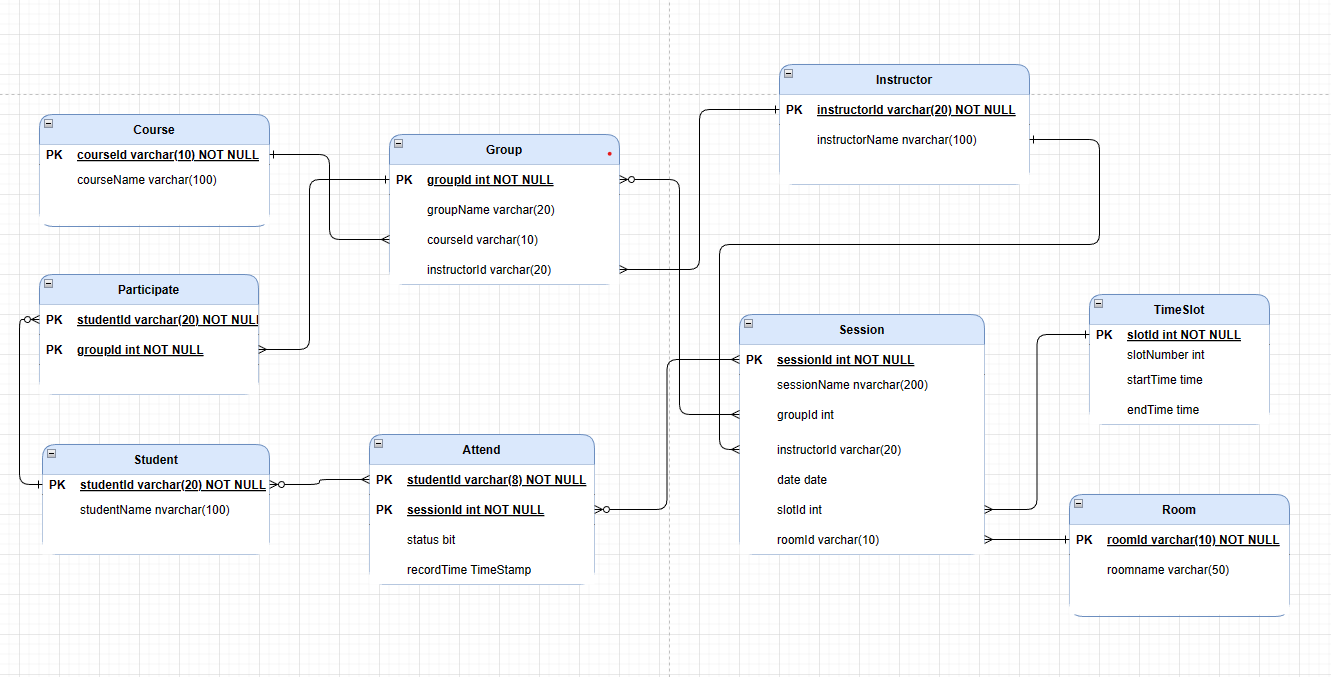 Course
PK courseId varchar(10) NOT NULL
courseName varchar(100)
Participate
PK studentId varchar(20) NOT NULL
PK groupId int NOT NULL
Student
PK studentId varchar(20) NOT NULL
studentName nvarchar(100)
Group
PK groupId int NOT NULL
groupName varchar(20)
courseId varchar(10)
instructorId varchar(20)
Attend
PK studentId varchar(8) NOT NULL
PK sessionId int NOT NULL
status bit
recordTime TimeStamp
Instructor
PK instructorId varchar(20) NOT NULL
instructorName nvarchar(100)
Session
PK sessionId int NOT NULL
sessionName nvarchar(200)
groupId int
instructorId varchar(20)
date date
slotId int
roomId varchar(10)
TimeSlot
PK slotId int NOT NULL
slotNumber int
startTime time
endTime time
Room
PK roomId varchar(10) NOT NULL
roomname varchar(50)